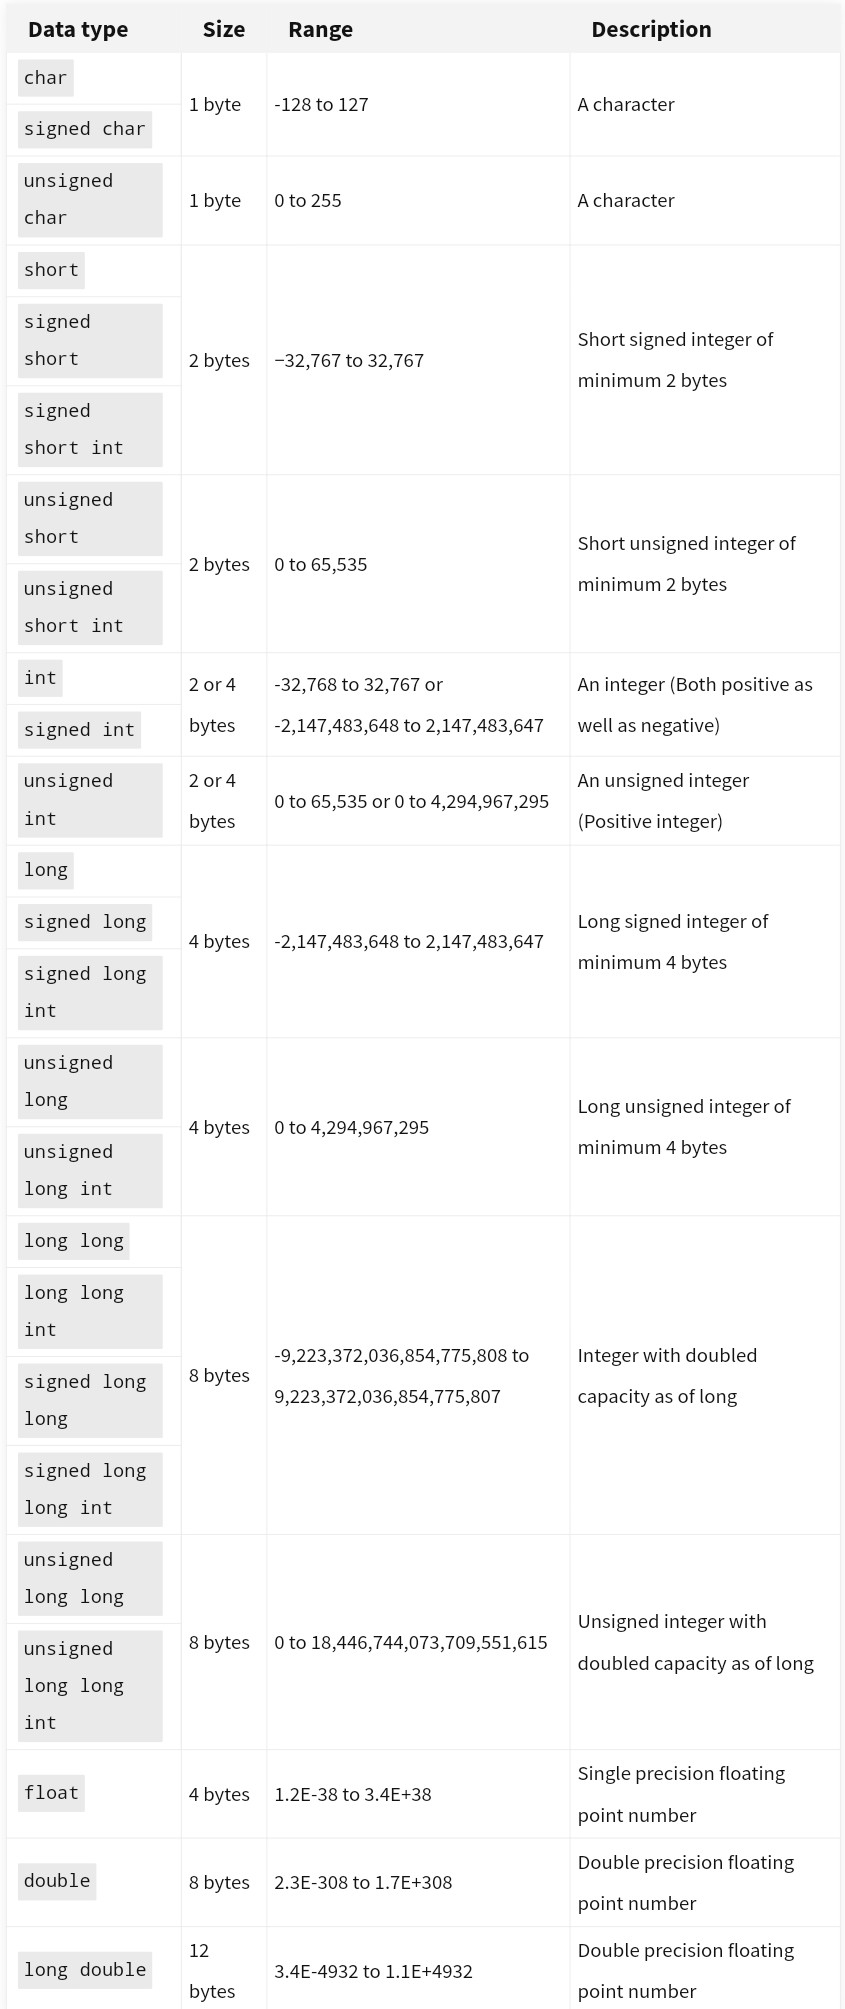 Data type Size Range Description
char
signed char
1 byte -128 to 127 A character
unsigned
char
1 byte 0 to 255 A character
short
signed
short
signed
short int
2 bytes −32,767 to 32,767
Short signed integer of
minimum 2 bytes
unsigned
short
unsigned
short int
2 bytes 0 to 65,535
Short unsigned integer of
minimum 2 bytes
int
signed int
2 or 4
bytes
-32,768 to 32,767 or
-2,147,483,648 to 2,147,483,647
An integer (Both positive as
well as negative)
unsigned
int
2 or 4
bytes
0 to 65,535 or 0 to 4,294,967,295
An unsigned integer
(Positive integer)
long
signed long
signed long
int
4 bytes -2,147,483,648 to 2,147,483,647
Long signed integer of
minimum 4 bytes
unsigned
long
unsigned
long int
4 bytes 0 to 4,294,967,295
Long unsigned integer of
minimum 4 bytes
long long
long long
int
signed long
long
signed long
long int
8 bytes
-9,223,372,036,854,775,808 to
9,223,372,036,854,775,807
Integer with doubled
capacity as of long
unsigned
long long
unsigned
long long
int
8 bytes 0 to 18,446,744,073,709,551,615
Unsigned integer with
doubled capacity as of long
float
4 bytes 1.2E-38 to 3.4E+38
Single precision floating
point number
double
8 bytes 2.3E-308 to 1.7E+308
Double precision floating
point number
long double
12
bytes
3.4E-4932 to 1.1E+4932
Double precision floating
point number